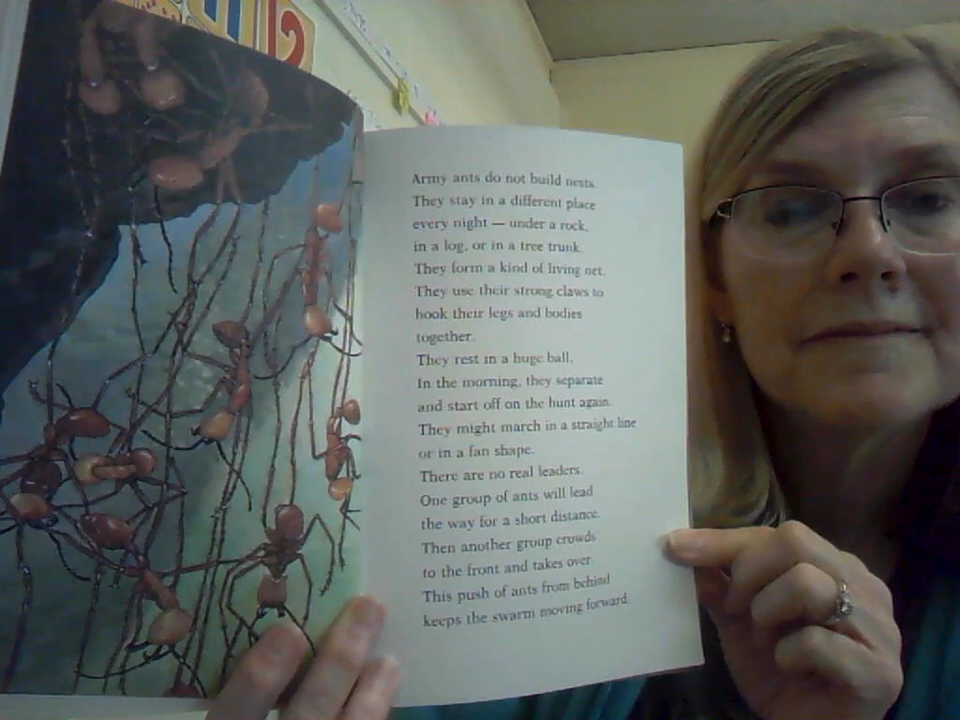 Army ants do not build nests.
They stay in a different place
every night — under a rock,
in a log, or in a tree trunk.
They form a kind of living net.
They use their strong claws to
hook their legs and bodies
together.
They rest in a huge ball.
In the morning, they separate
and start off on the hunt again.
They might march in a straight line
or in a fan shape.
There are no real leaders.
One group of ants will lead
the way for a short distance.
Then another group crowds
to the front and takes over
This push of ants from behind
keeps the swarm moving forward